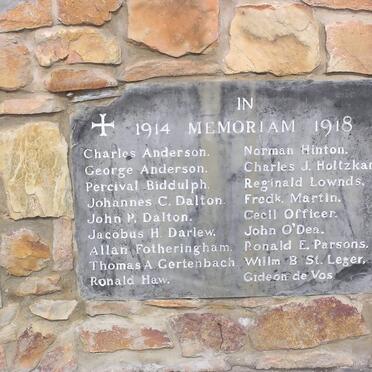 IN
1914 MEMORIAM 1918
Charles Anderson.
George Anderson.
Percival Biddulph.
Johannes C. Dalton.
John P. Dalton.
Jacobus H. Darlew.
Allan Fotheringham.
Thomas A. Gertenbach
Ronald Haw.
Norman Hinton.
Charles J. Holtzka
Reginald Lownds.
Fredk. Martin.
Cecil Officer.
John O'Dea.
Ronald E. Parsons.
Willm B St. Leger.
Gideon de Vos